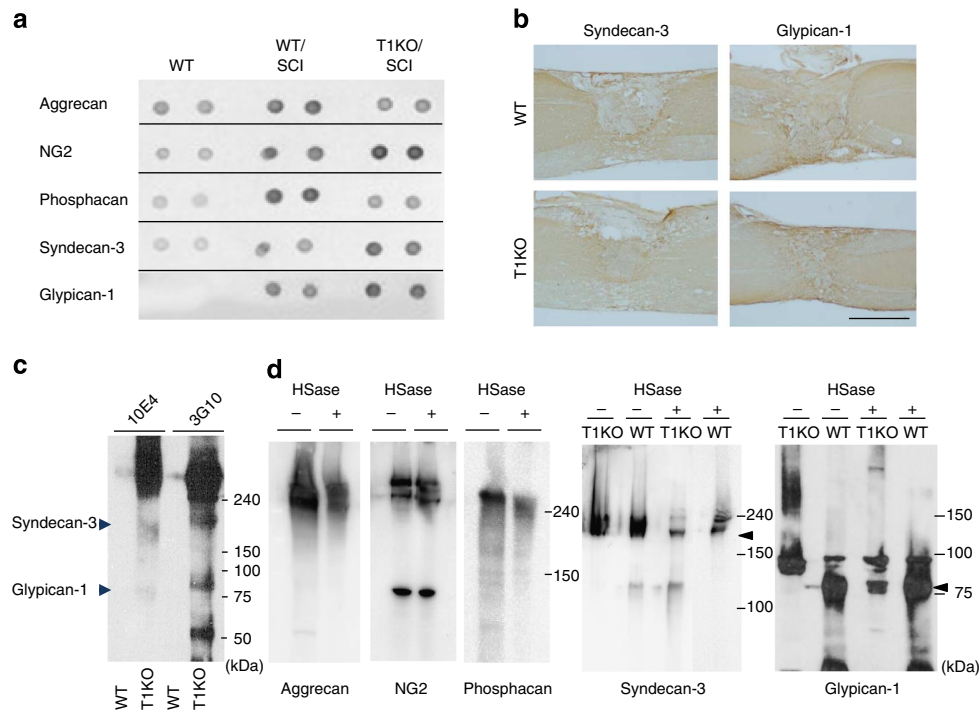 a
WT
WT/
SCI
T1KO/
SCI
Aggrecan
NG2
Phosphacan
Syndecan-3
Glypican-1
b
Syndecan-3
Glypican-1
WT
T1KO
c
10E4
3G10
Syndecan-3
Glypican-1
240
150
100
75
50
(kDa)
WT
T1KO
WT
T1KO
d
HSase
HSase
HSase
– +
– +
– +
Aggrecan
NG2
Phosphacan
240
150
HSase
– – + +
T1KO WT T1KO WT
240
150
100
Syndecan-3
HSase
– – + +
T1KO WT T1KO WT
150
100
75
(kDa)
Glypican-1